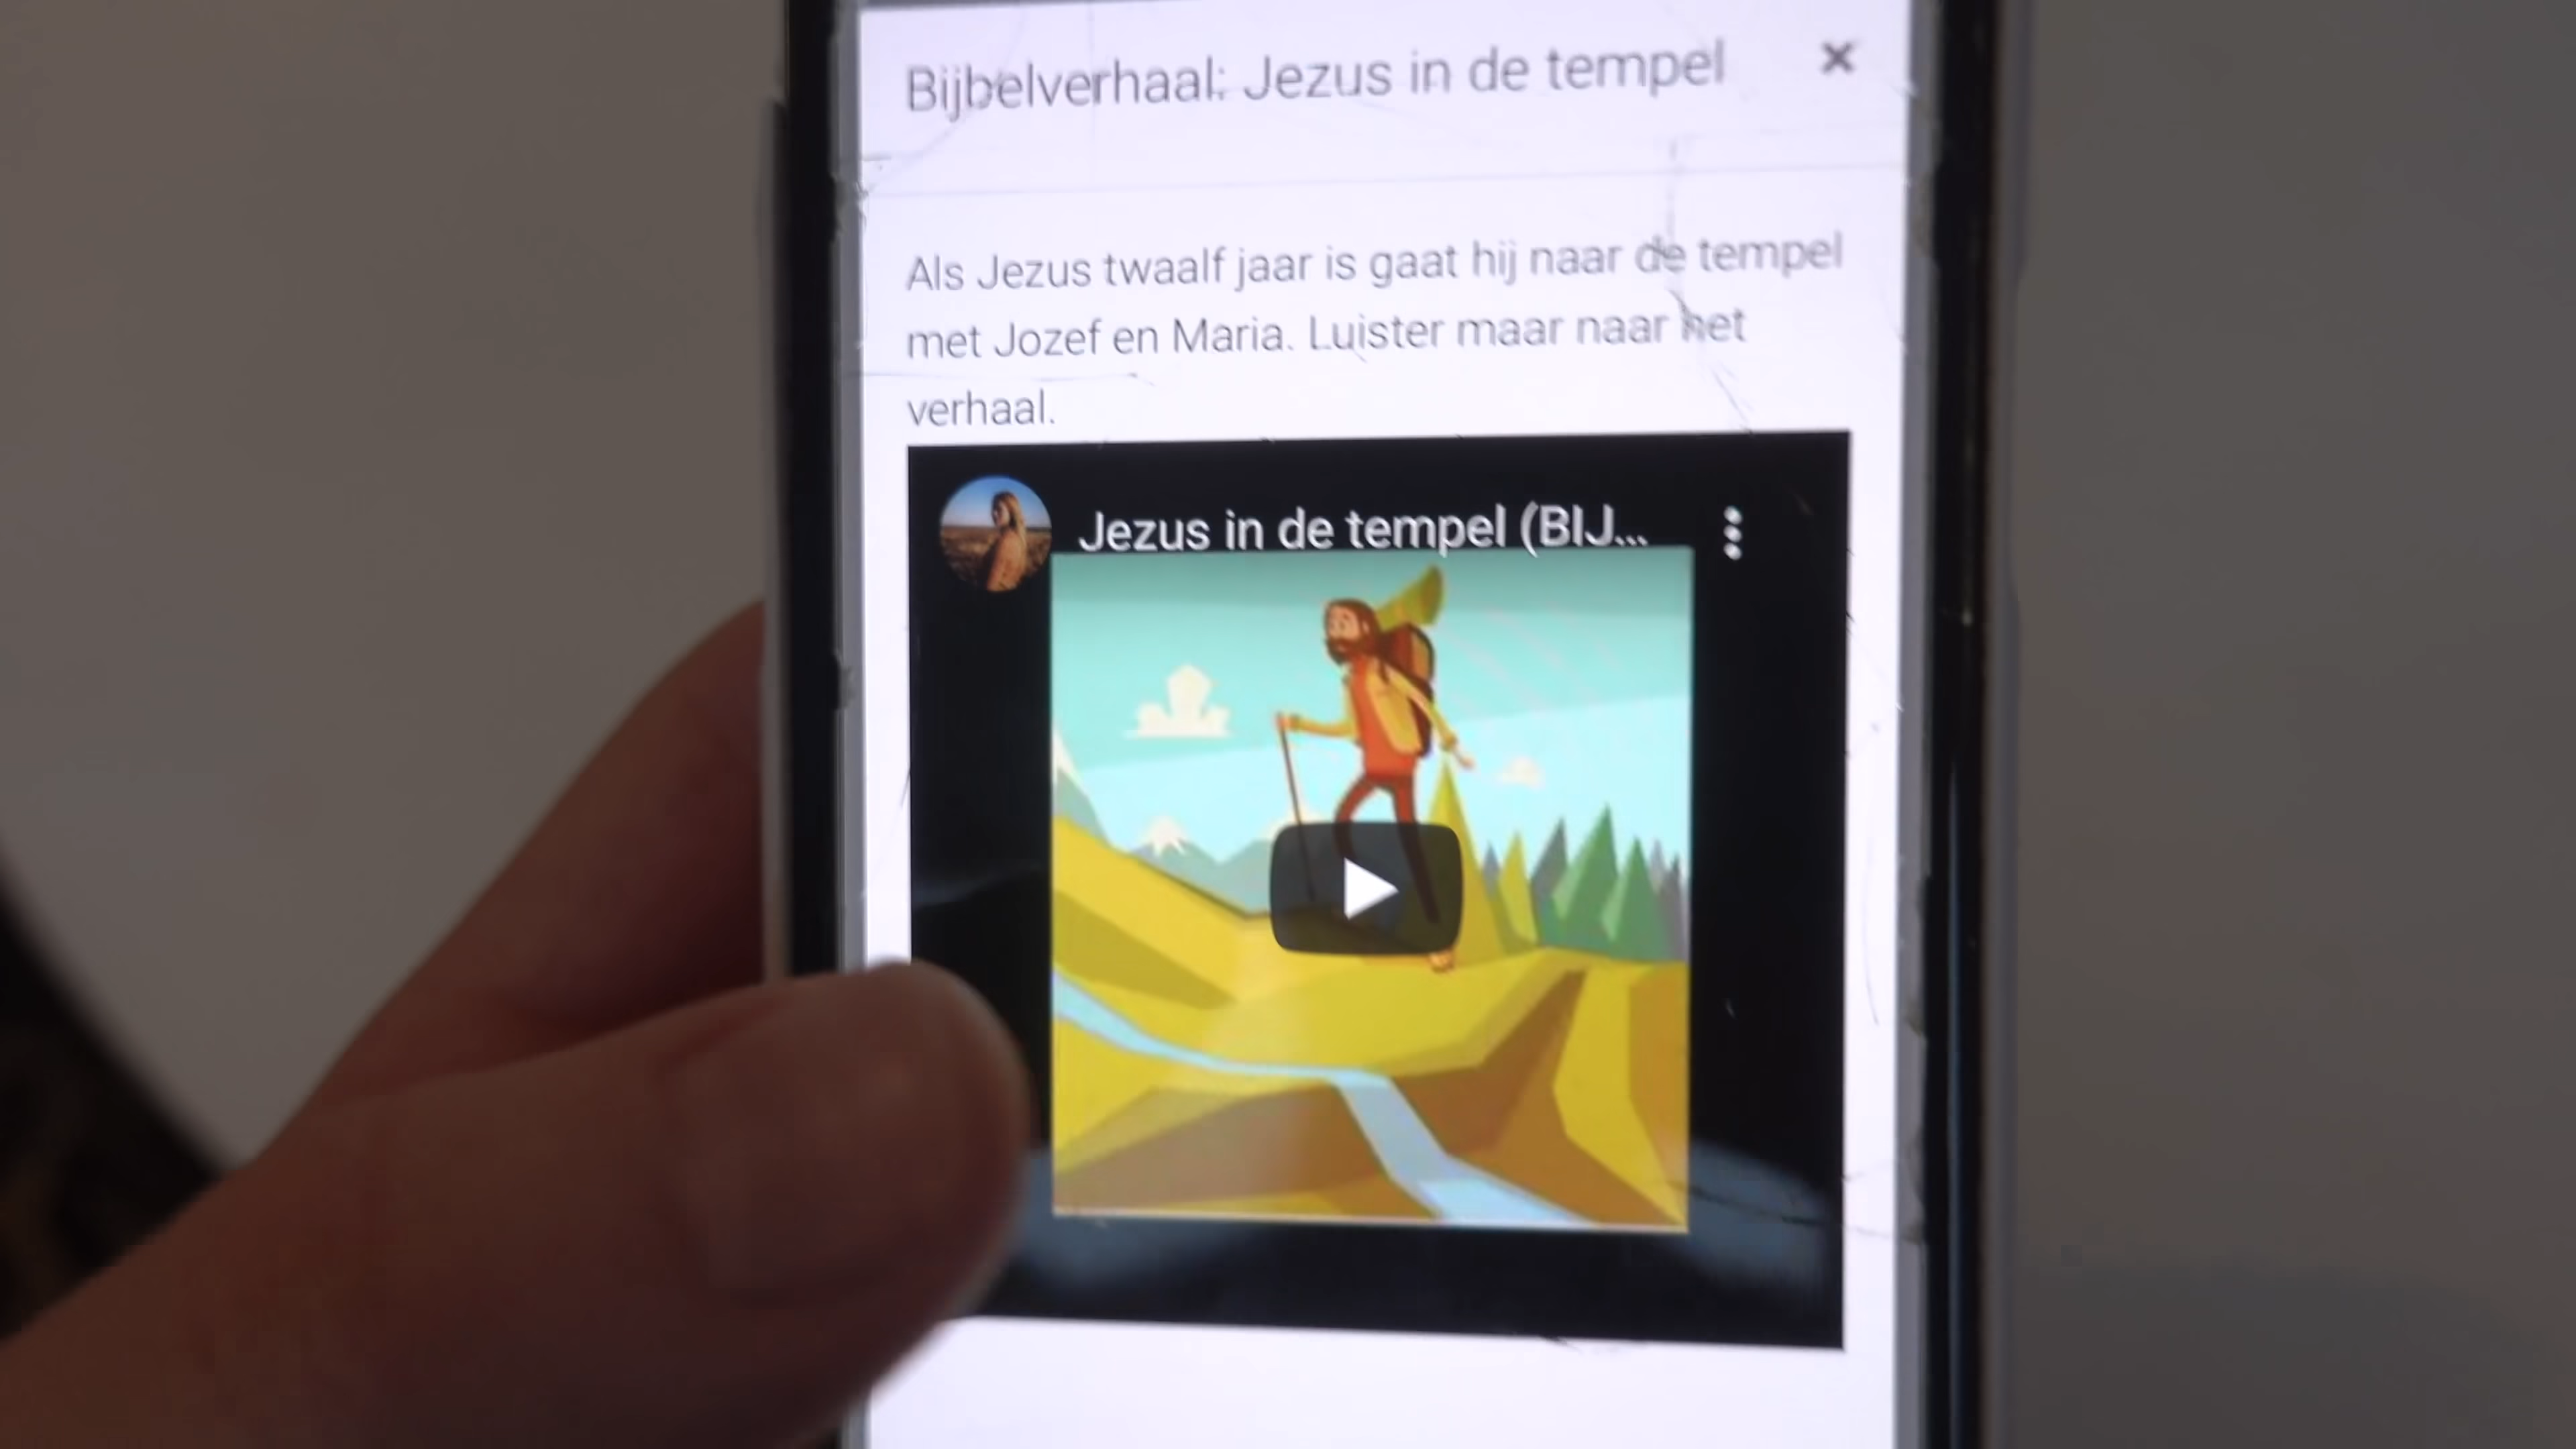 Bijbelverhaal: Jezus in de tempel
Als Jezus twaalf jaar is gaat hij naar de tempel
met Jozef en Maria. Luister maar naar het
verhaal.
Jezus in de tempel (BIJ...